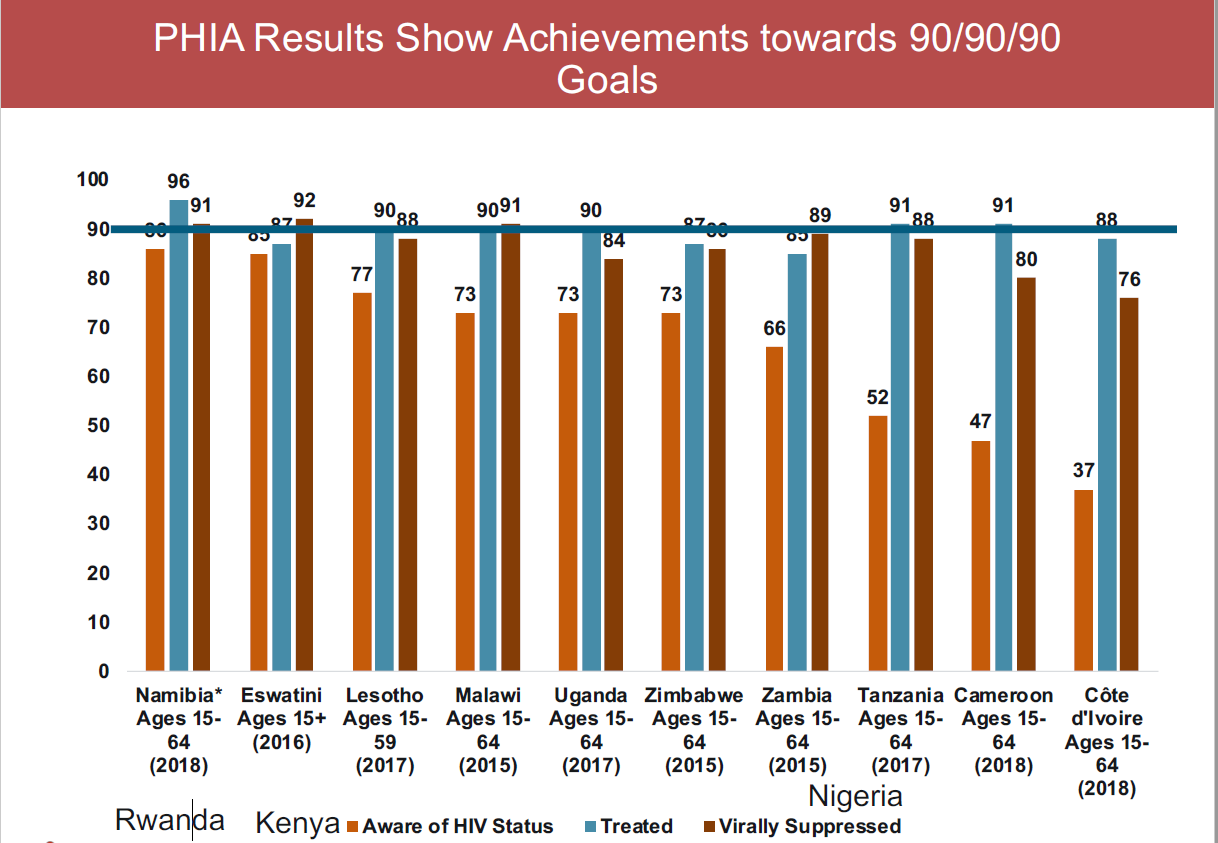 PHIA Results Show Achievements towards 90/90/90
Goals
100
90
80
70
60
50
40
30
20
10
0
96
91
85
87
92
77
90
88
73
90
91
73
90
84
73
87
66
85
89
52
91
88
47
91
80
37
88
76
Namibia*
Ages 15-
64
(2018)
Eswatini
Ages 15+
(2016)
Lesotho
Ages 15-
59
(2017)
Malawi
Ages 15-
64
(2015)
Uganda
Ages 15-
64
(2017)
Zimbabwe
Ages 15-
64
(2015)
Zambia
Ages 15-
64
(2015)
Tanzania
Ages 15-
64
(2017)
Cameroon
Ages 15-
64
(2018)
Côte
d'Ivoire
Ages 15-
64
(2018)
Nigeria
Rwanda
Kenya
Aware of HIV Status
Treated
Virally Suppressed